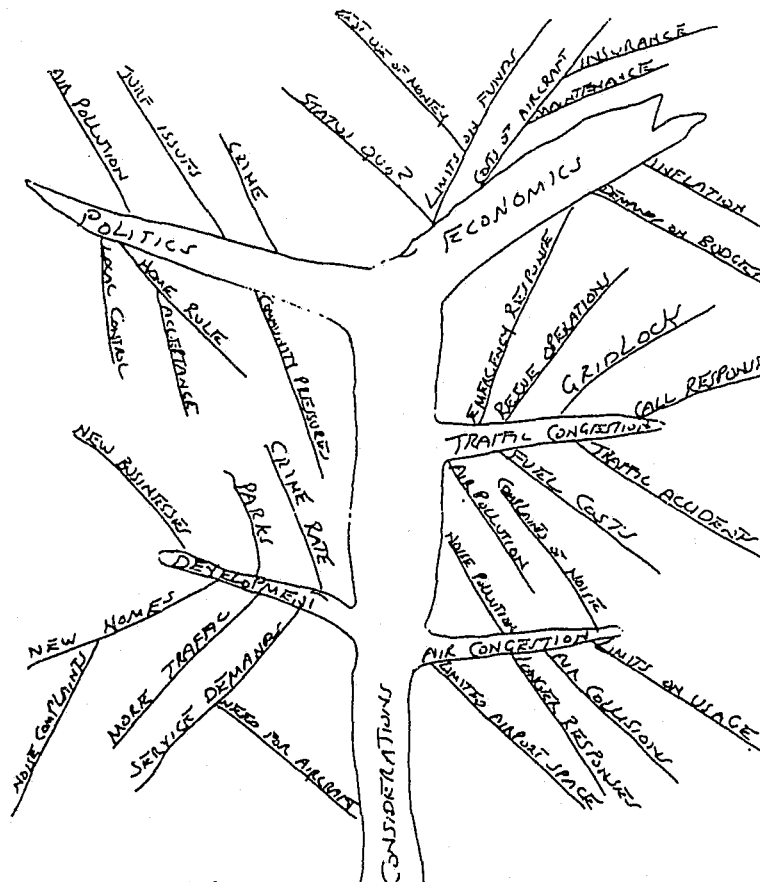 BEST USE OF MONEY
STATUS QUO?
LIMITS ON FUNDS
COSTS OF AIRCRAFT
INSURANCE
MAINTENANCE
ECONOMICS
INFLATION
DEMANDS ON BUDGET
AIR POLLUTION
TURF ISSUES
CRIME
POLITICS
LOCAL CONTROL
HOME RULE
ACCEPTANCE
COMMUNITY PRESSURES
EMERGENCY RESPONSE
RESCUE OPERATIONS
GRIDLOCK
CALL RESPONSE
TRAFFIC CONGESTION
AIR POLLUTION
FUEL COSTS
TRAFFIC ACCIDENTS
NEW BUSINESSES
PARKS
CRIME RATE
DEVELOPMENT
NEW HOMES
NOISE COMPLAINTS
MORE TRAFFIC
SERVICE DEMANDS
NEED FOR AIRCRAFT
NOISE POLLUTION
COMPLAINTS OF NOISE
AIR CONGESTION
LIMITED AIRPORT SPACE
LONGER RESPONSES
AIR COLLISIONS
LIMITS ON USAGE
CONSIDERATIONS